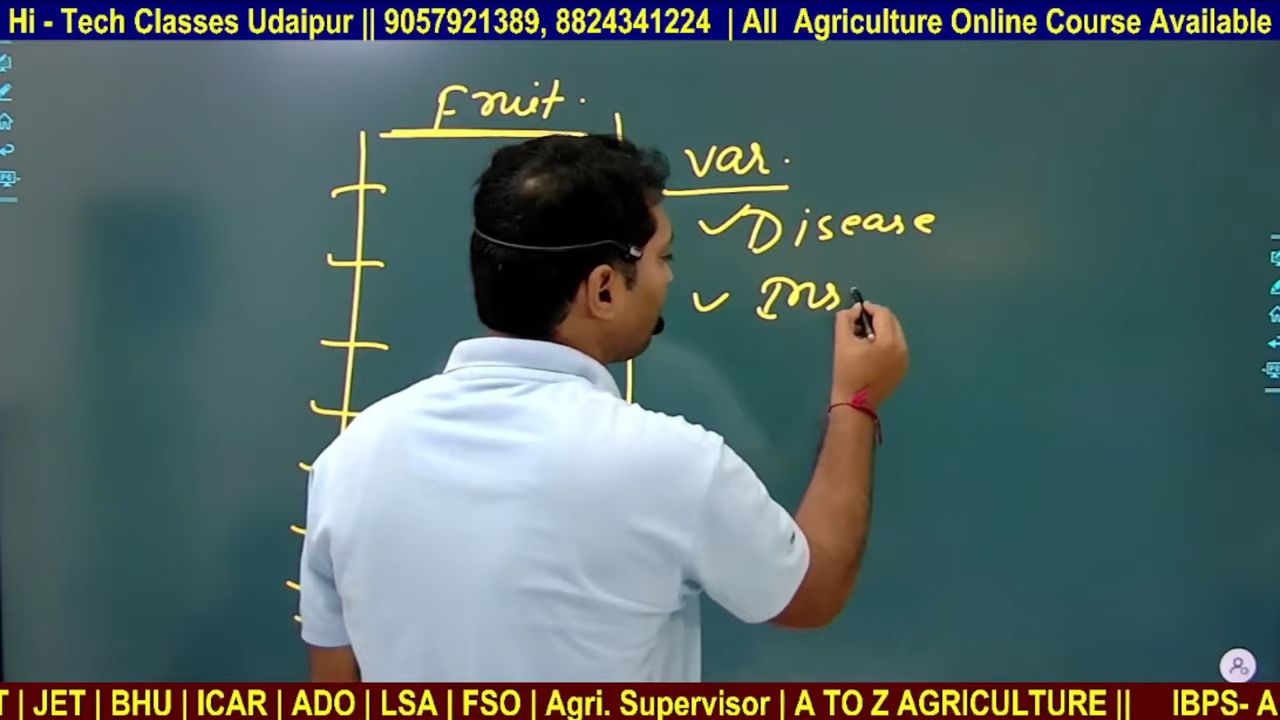 Hi - Tech Classes Udaipur || 9057921389, 8824341224 | All Agriculture Online Course Available
Fruit.
var.
✓Disease
✓ Ins
T | JET | BHU | ICAR | ADO | LSA | FSO | Agri. Supervisor | A TO Z AGRICULTURE || IBPS- A